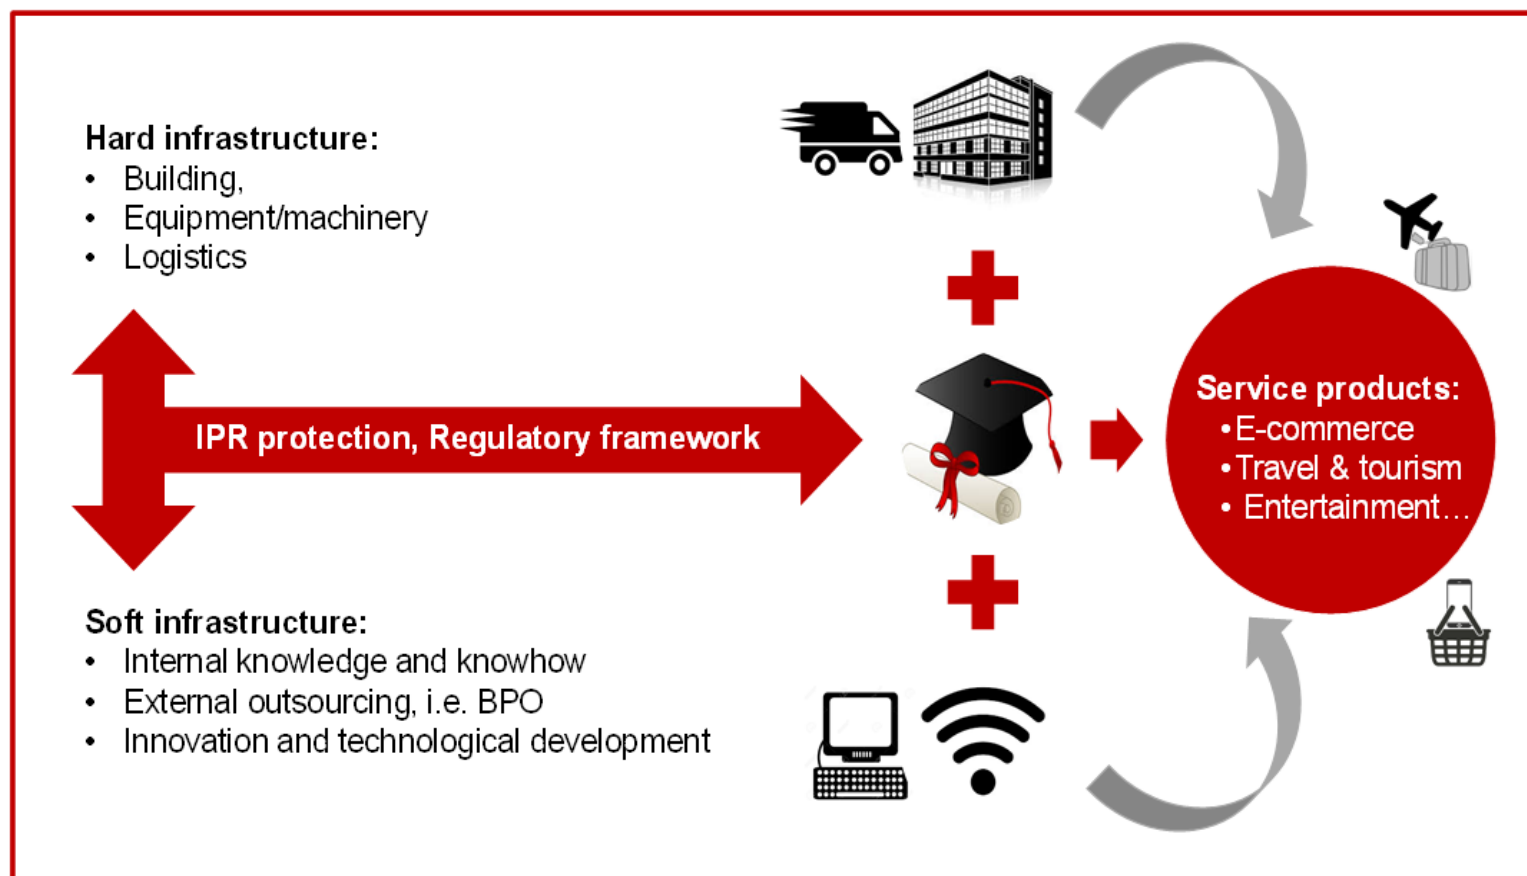 Hard infrastructure:
• Building,
• Equipment/machinery
• Logistics
IPR protection, Regulatory framework
Soft infrastructure:
• Internal knowledge and knowhow
• External outsourcing, i.e. BPO
• Innovation and technological development
Service products:
• E-commerce
• Travel & tourism
• Entertainment...